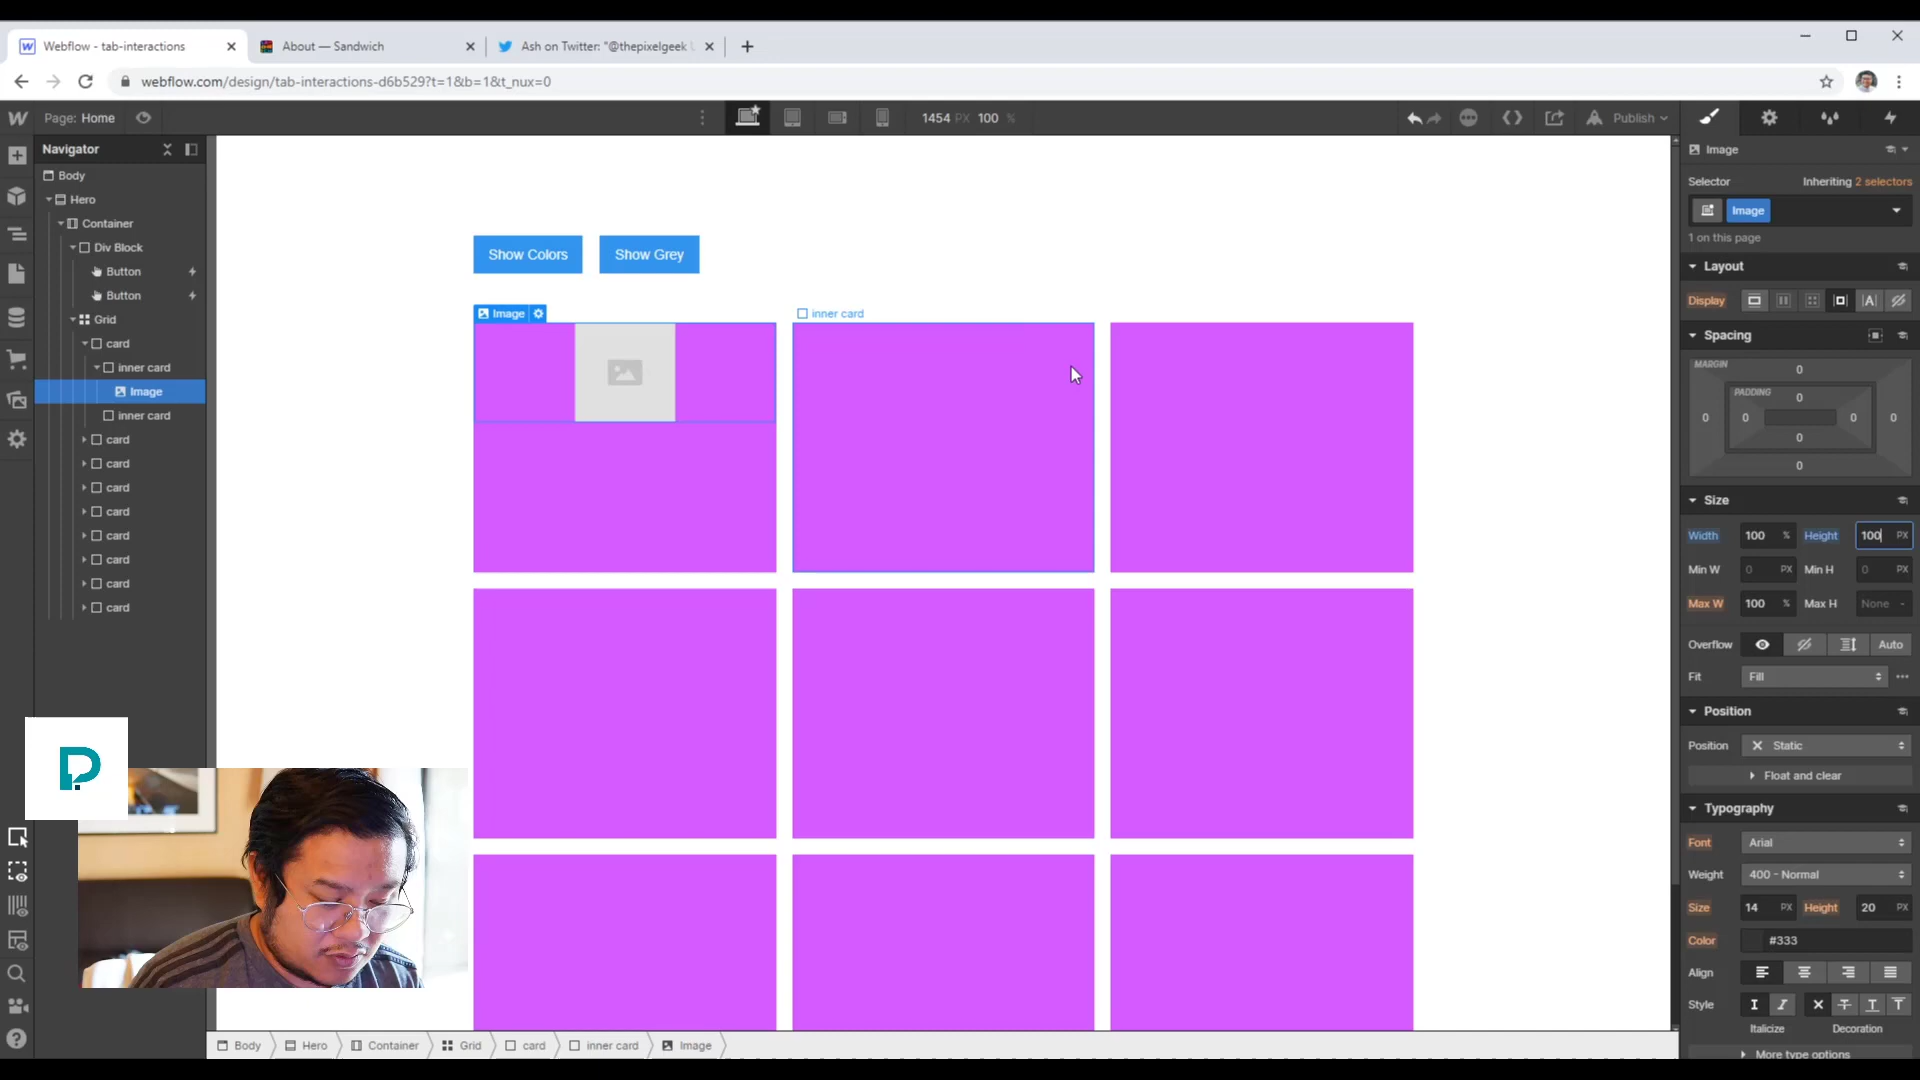 Webflow - tab-interactions
About — Sandwich
Ash on Twitter: "@thepixelgeek
webflow.com/design/tab-interactions-d6b529?t=1&b=1&t_nux=0
Page: Home
1454 PX 100 %
Publish
Navigator
Body
Hero
Container
Div Block
Button
Button
Grid
card
inner card
Image
inner card
card
card
card
card
card
card
card
card
Show Colors
Show Grey
Image
inner card
Image
Selector
Inheriting 2 selectors
Image
1 on this page
Layout
Display
Spacing
MARGIN
0
PADDING
0
0 0 0 0
0
0
Size
Width 100 % Height 100 PX
Min W 0 PX Min H 0 PX
Max W 100 % Max H None -
Overflow Auto
Fit Fill
Position
Position Static
Float and clear
Typography
Font Arial
Weight 400 - Normal
Size 14 PX Height 20 PX
Color #333
Align
Style
Italicize Decoration
More type options
Body Hero Container Grid card inner card Image